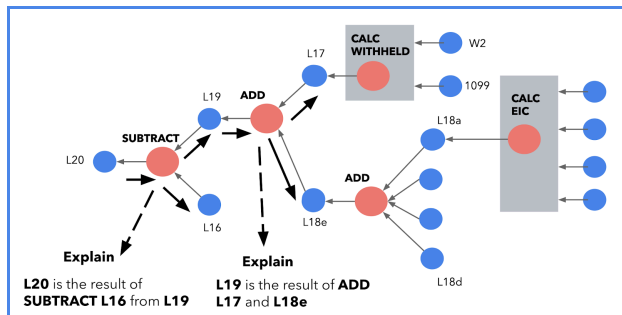 CALC
WITHHELD
W2
L17
1099
CALC
EIC
L19
ADD
L18a
SUBTRACT
L20
ADD
L16
L18e
L18d
Explain
L20 is the result of
SUBTRACT L16 from L19
Explain
L19 is the result of ADD
L17 and L18e